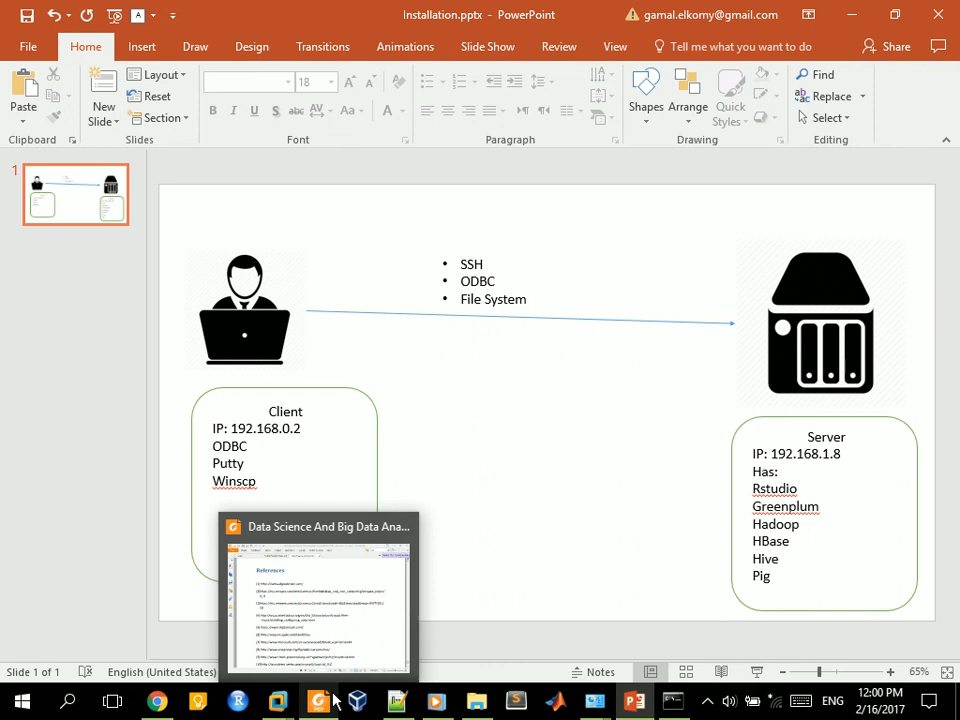 Installation.pptx - PowerPoint
gamal.elkomy@gmail.com
File Home Insert Draw Design Transitions Animations Slide Show Review View Tell me what you want to do Share
Paste
New
Slide
Layout
Reset
Section
18
B I U S abc AV Aa A
Shapes
Arrange
Quick
Styles
Find
Replace
Select
Clipboard Slides Font Paragraph Drawing Editing
1
• SSH
• ODBC
• File System
Client
IP: 192.168.0.2
ODBC
Putty
Winscp
Server
IP: 192.168.1.8
Has:
Rstudio
Greenplum
Hadoop
HBase
Hive
Pig
Data Science And Big Data Ana...
References
Slide 1 of 1 English (United States) Notes 65%
ENG
12:00 PM
2/16/2017